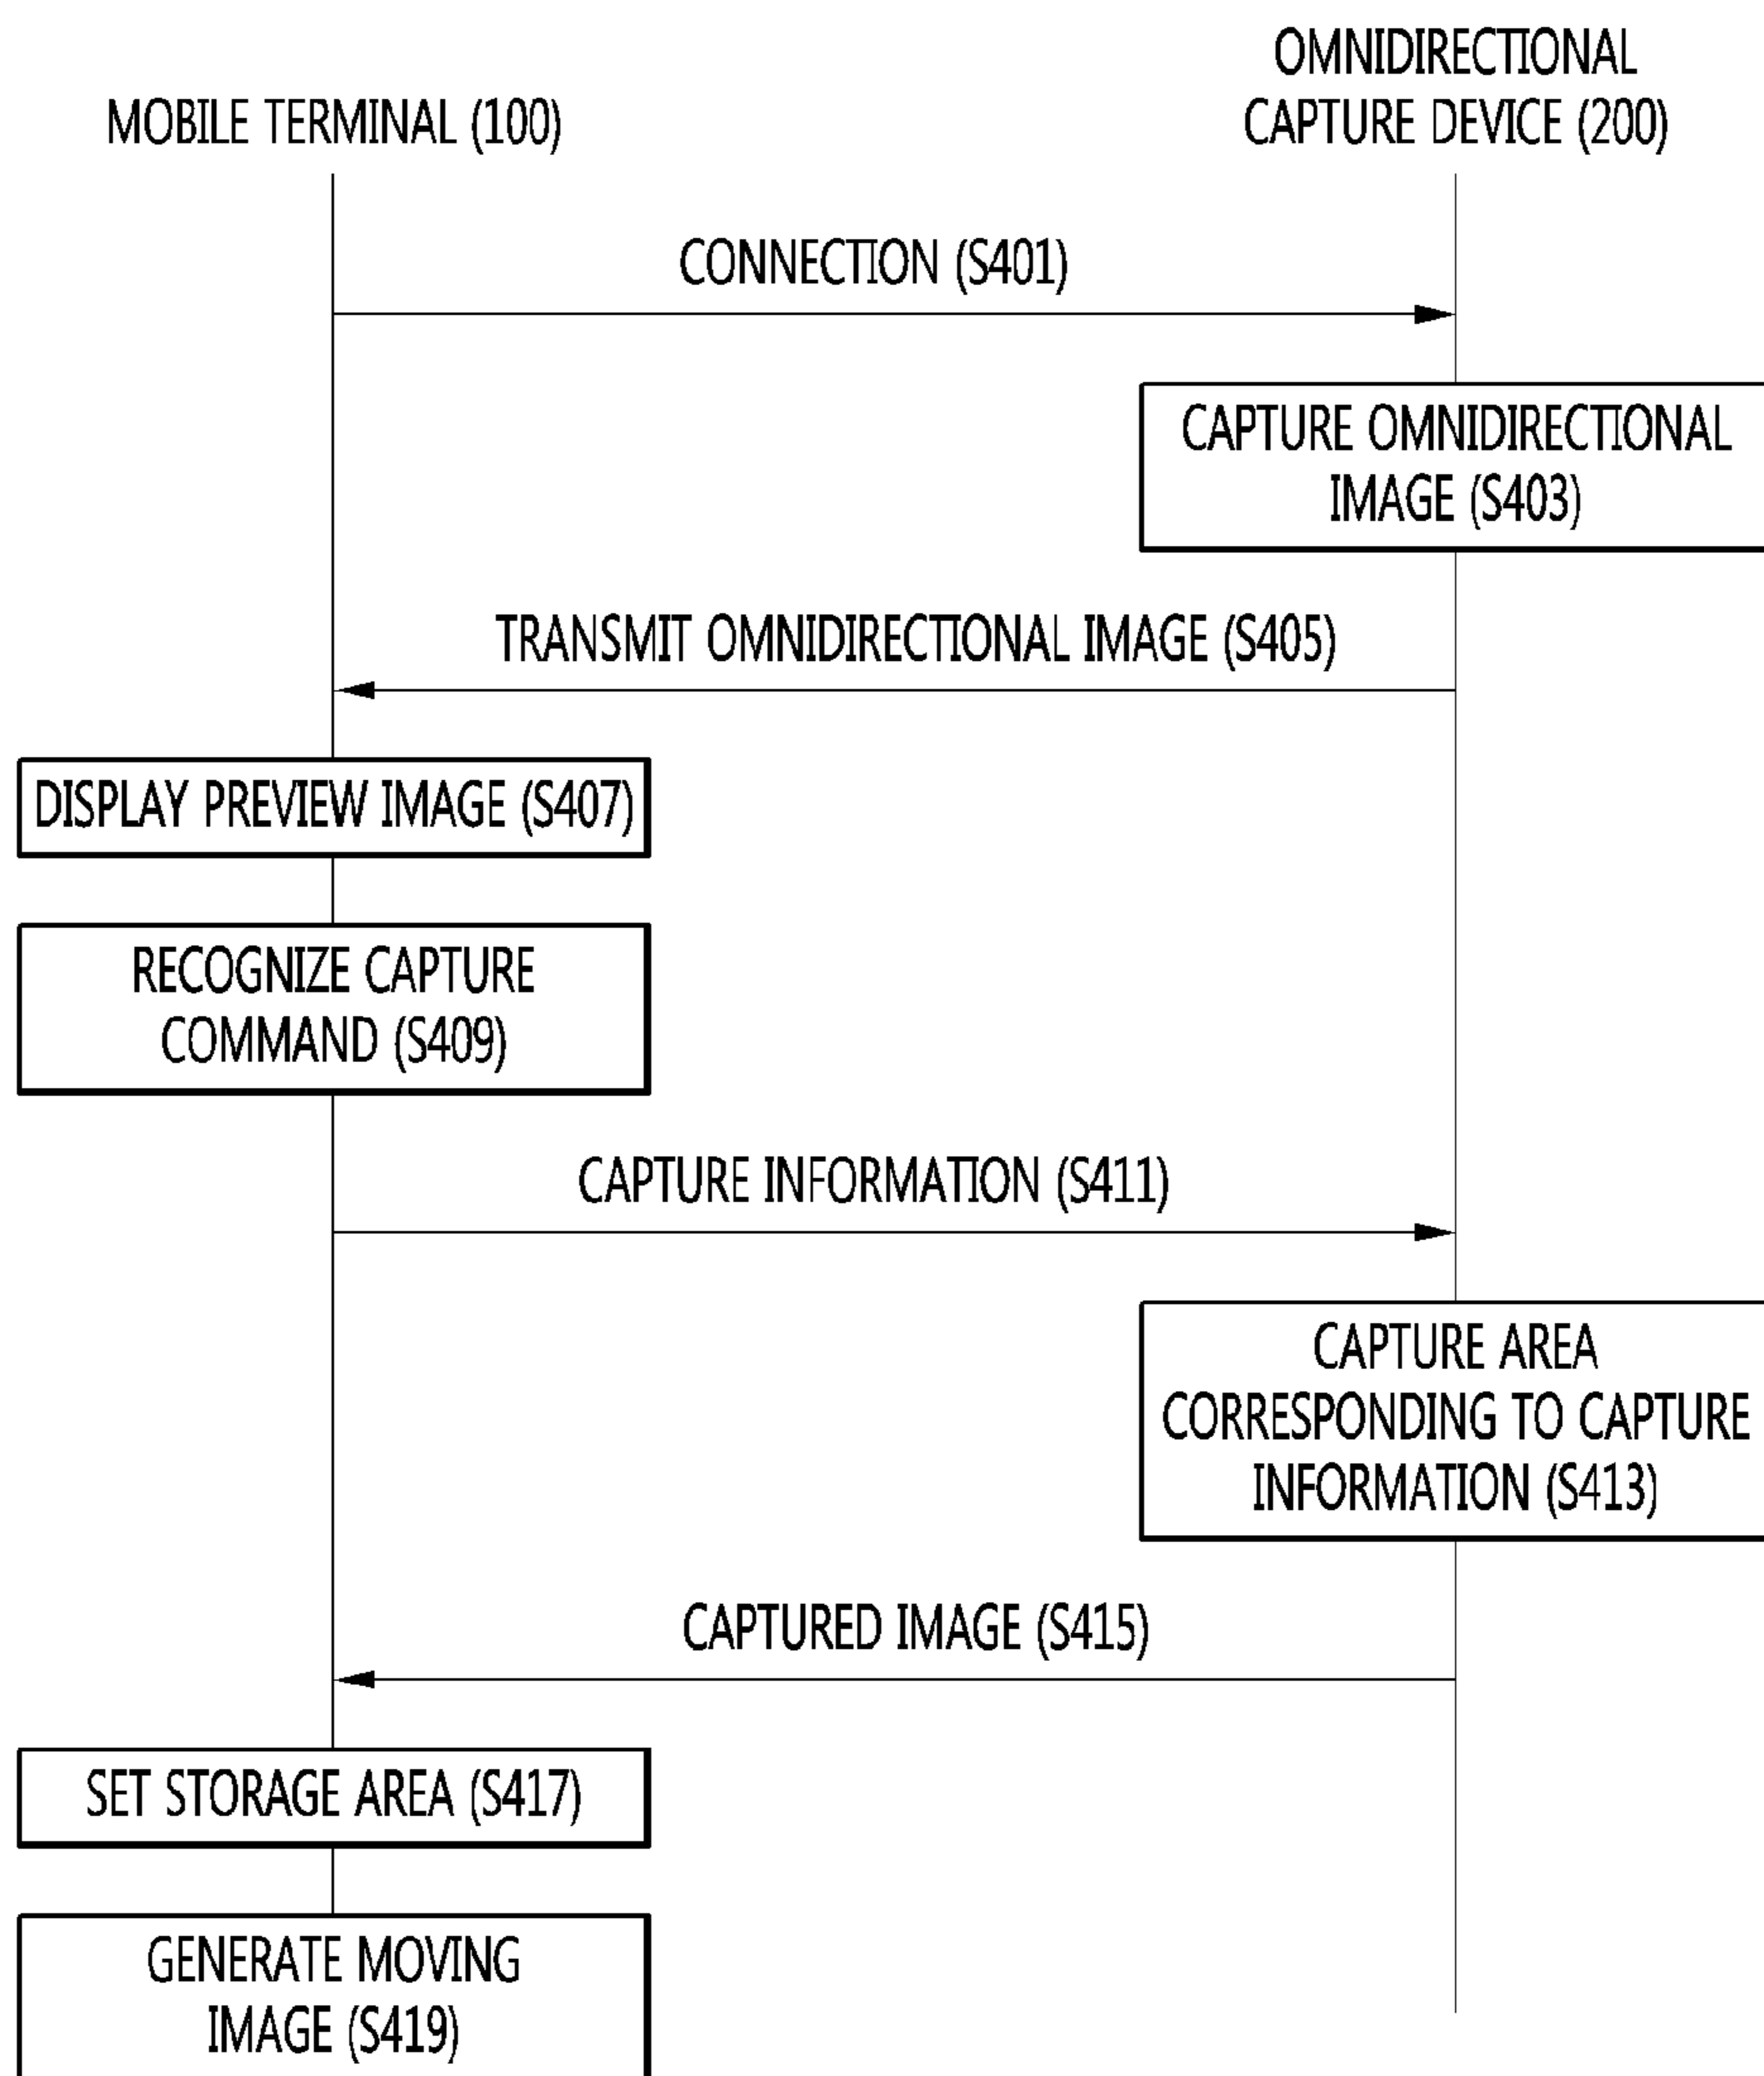 OMNIDIRECTIONAL
MOBILE TERMINAL (100)
CAPTURE DEVICE (200)
CONNECTION (S401)
CAPTURE OMNIDIRECTIONAL
IMAGE (S403)
TRANSMIT OMNIDIRECTIONAL IMAGE (S405)
DISPLAY PREVIEW IMAGE (S407)
RECOGNIZE CAPTURE
COMMAND (S409)
CAPTURE INFORMATION (S411)
CAPTURE AREA
CORRESPONDING TO CAPTURE
INFORMATION (S413)
CAPTURED IMAGE (S415)
SET STORAGE AREA (S417)
GENERATE MOVING
IMAGE (S419)